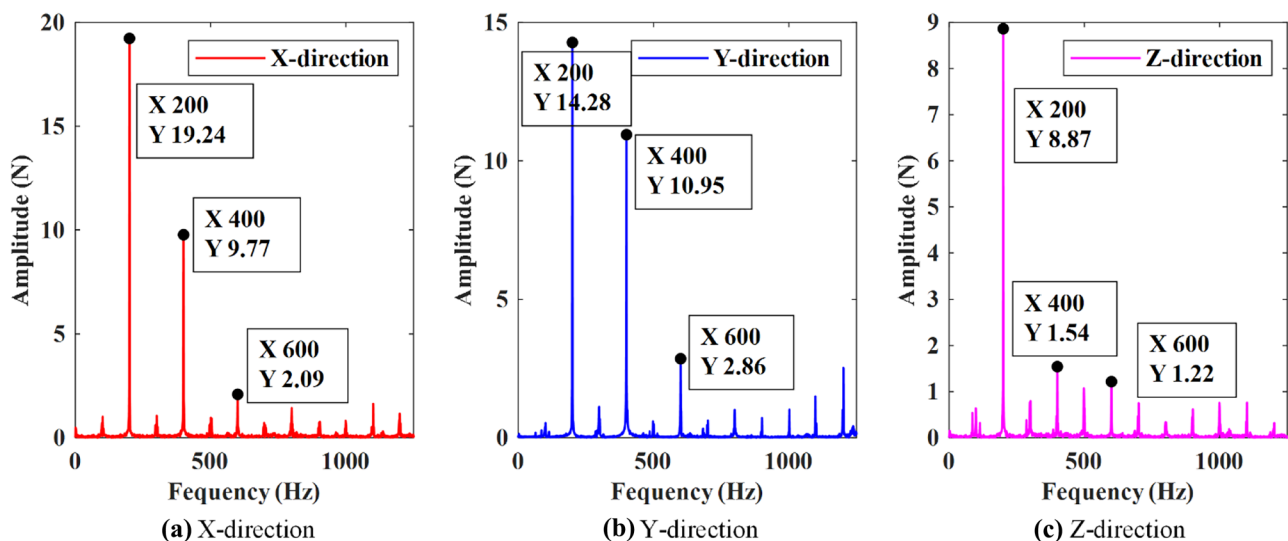 20
15
10
5
0
Amplitude (N)
X-direction
X 200
Y 19.24
X 400
Y 9.77
X 600
Y 2.09
0
500
1000
Fequency (Hz)
(a) X-direction
15
10
5
0
Amplitude (N)
Y-direction
X 200
Y 14.28
X 400
Y 10.95
X 600
Y 2.86
0
500
1000
Fequency (Hz)
(b) Y-direction
9
8
7
6
5
4
3
2
1
0
Amplitude (N)
Z-direction
X 200
Y 8.87
X 400
Y 1.54
X 600
Y 1.22
0
500
1000
Fequency (Hz)
(c) Z-direction